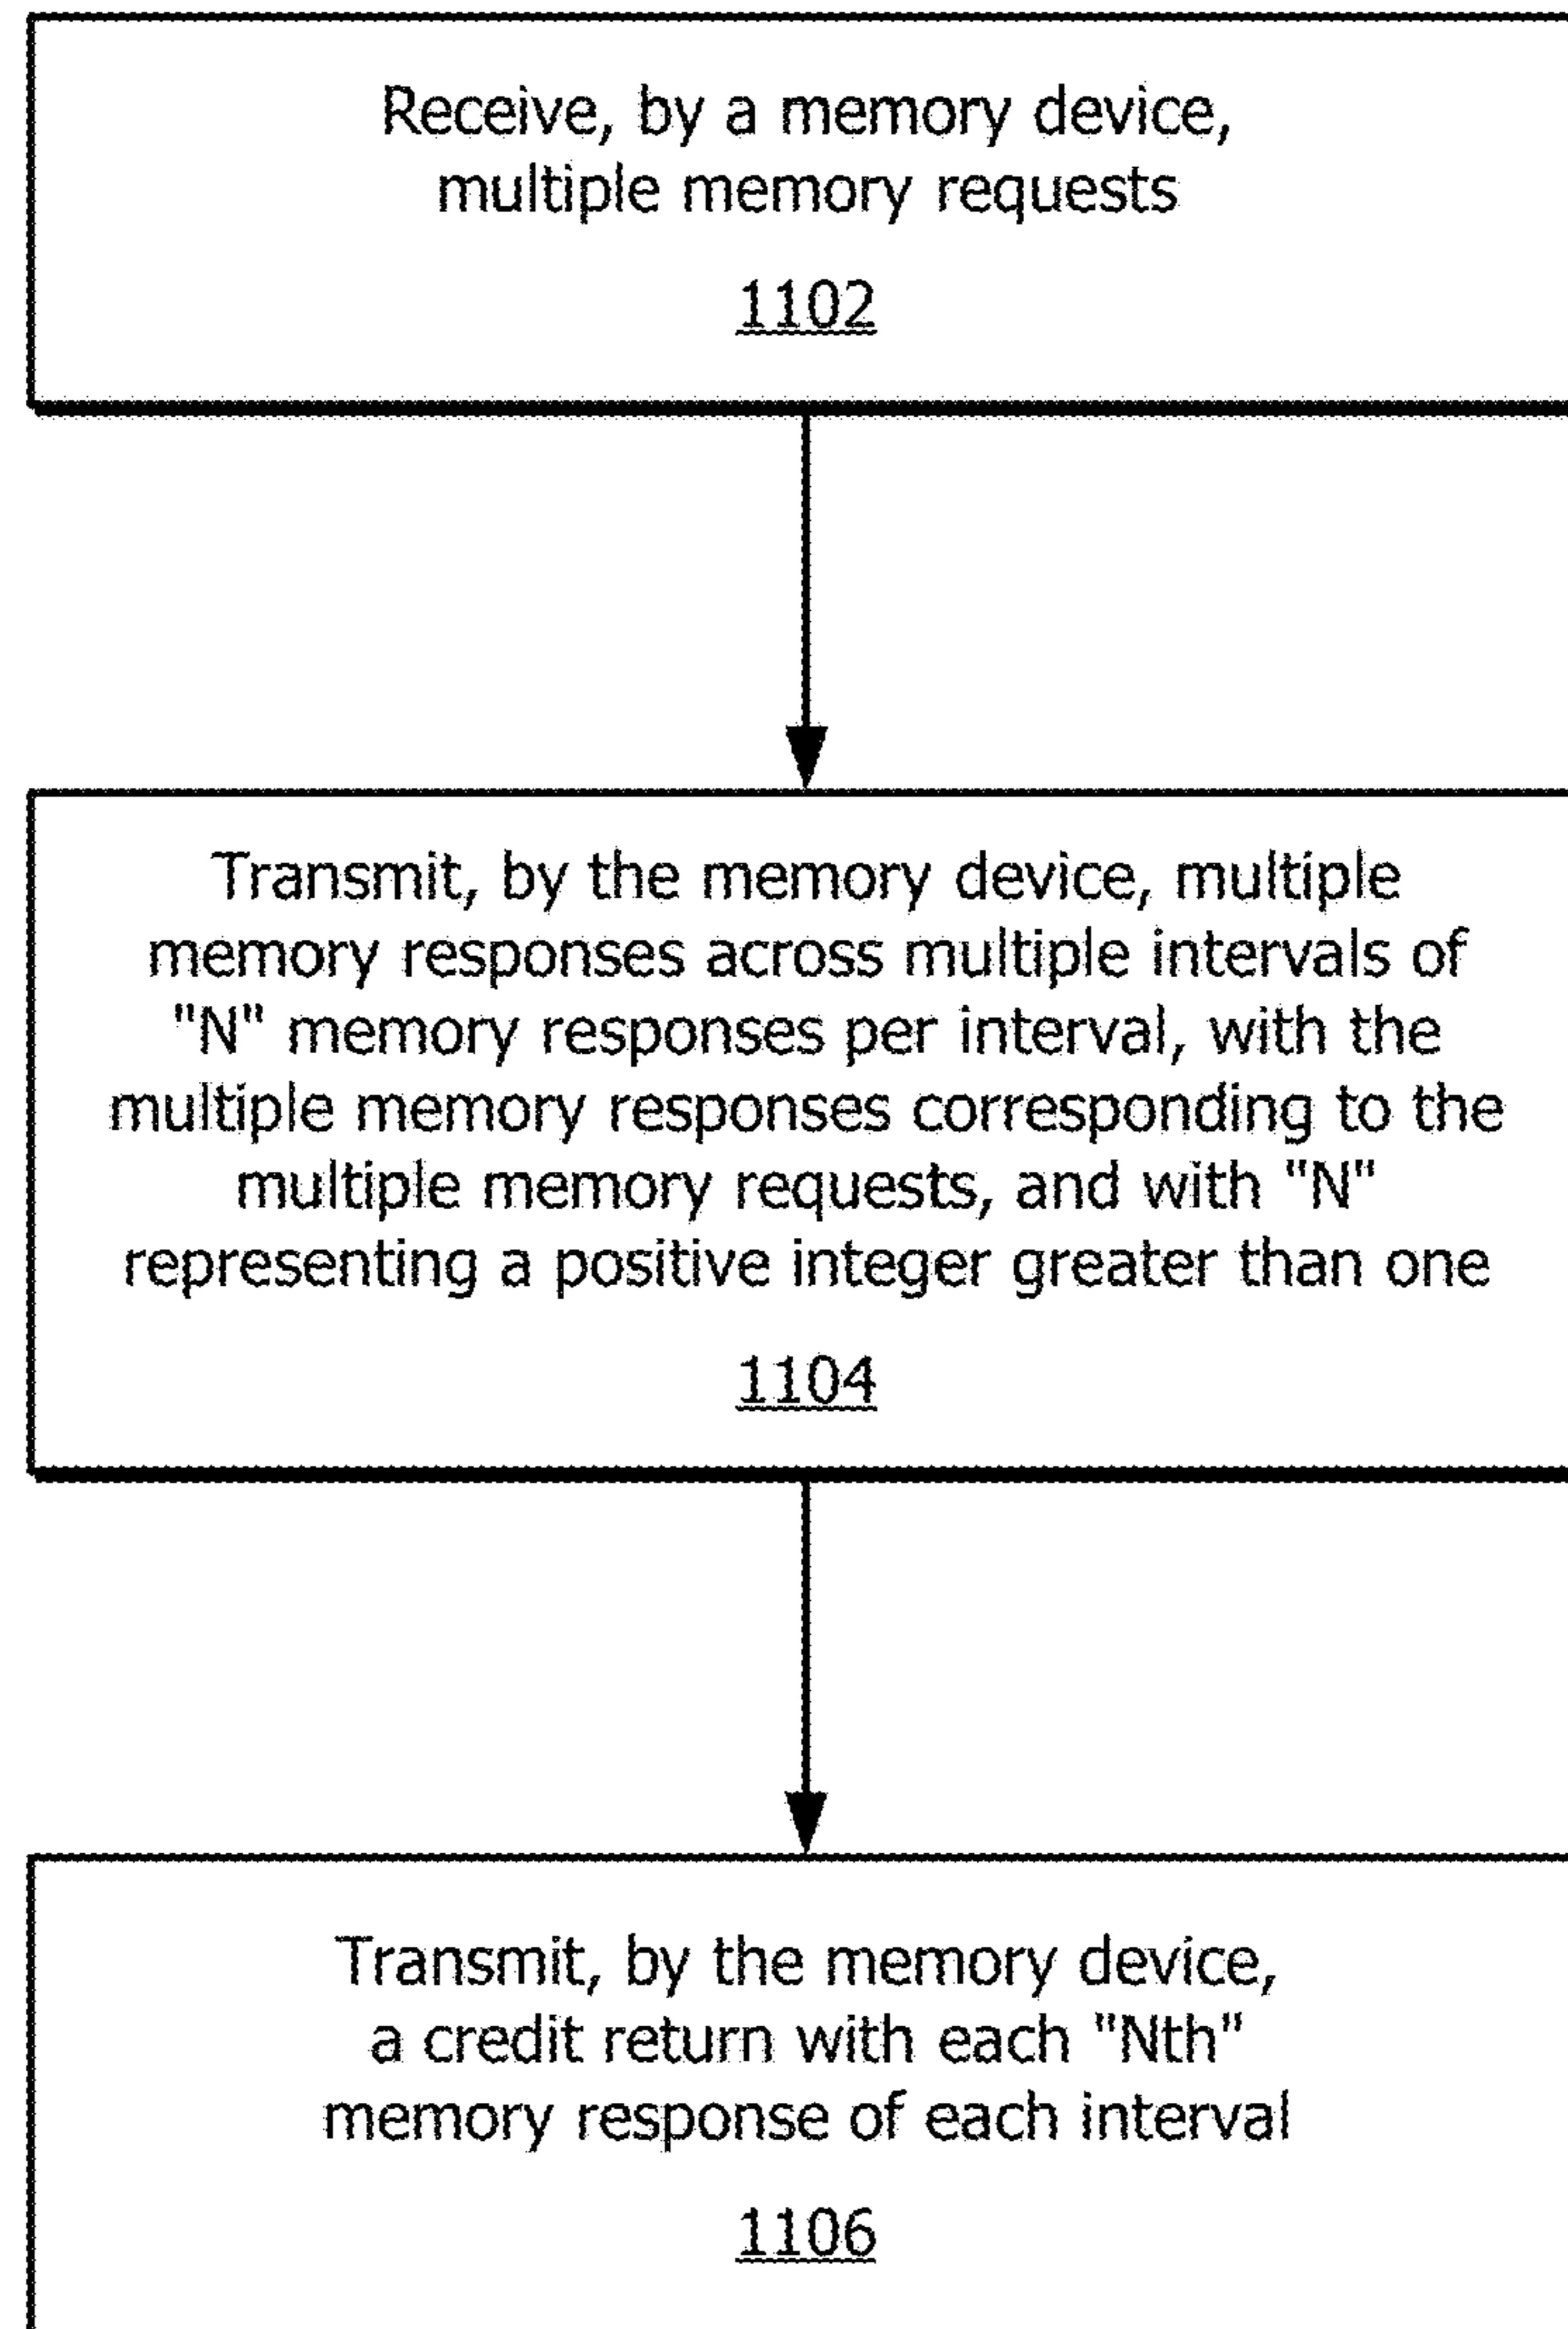 Receive, by a memory device,
multiple memory requests
1102
Transmit, by the memory device, multiple
memory responses across multiple intervals of
"N" memory responses per interval, with the
multiple memory responses corresponding to the
multiple memory requests, and with "N"
representing a positive integer greater than one
1104
Transmit, by the memory device,
a credit return with each "Nth"
memory response of each interval
1106